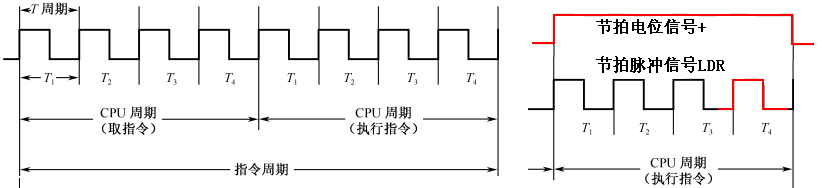 T 周期
T1 T2 T3 T4 T1 T2 T3 T4
CPU 周期
（取指令）
CPU 周期
（执行指令）
指令周期
节拍电位信号+
节拍脉冲信号LDR
T1 T2 T3 T4
CPU 周期
（执行指令）